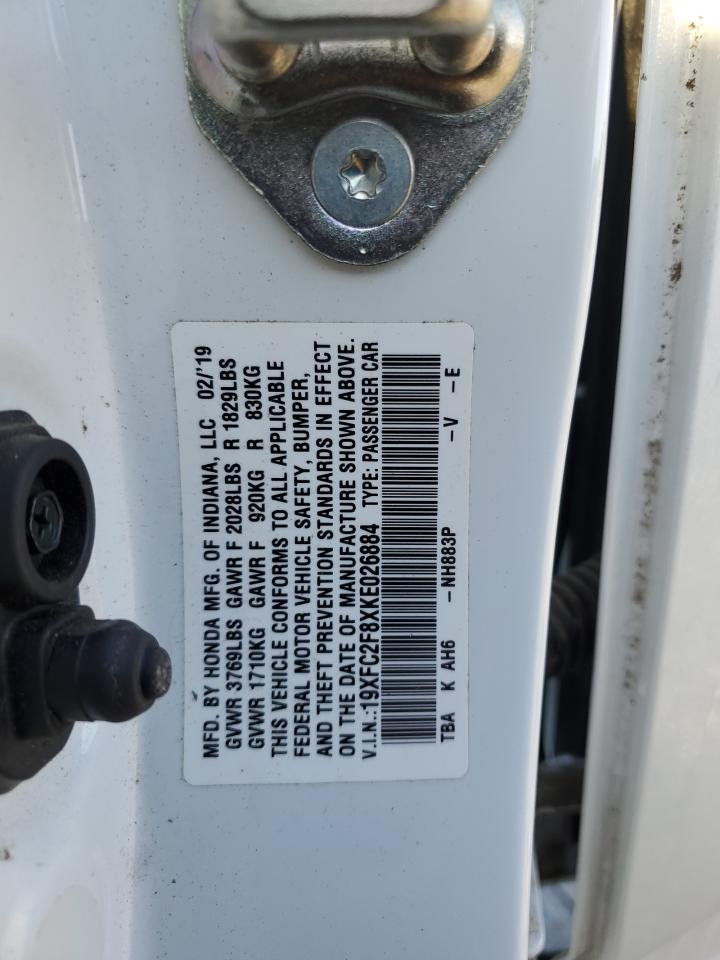 MFD. BY HONDA MFG. OF INDIANA, LLC 02/'19
GVWR 3769LBS GAWR F 2028LBS R 1829LBS
GVWR 1710KG GAWR F 920KG R 830KG
THIS VEHICLE CONFORMS TO ALL APPLICABLE
FEDERAL MOTOR VEHICLE SAFETY, BUMPER,
AND THEFT PREVENTION STANDARDS IN EFFECT
ON THE DATE OF MANUFACTURE SHOWN ABOVE.
V.I.N.:19XFC2F8XKE026884 TYPE: PASSENGER CAR
TBA K AH6 -NH883P -V -E